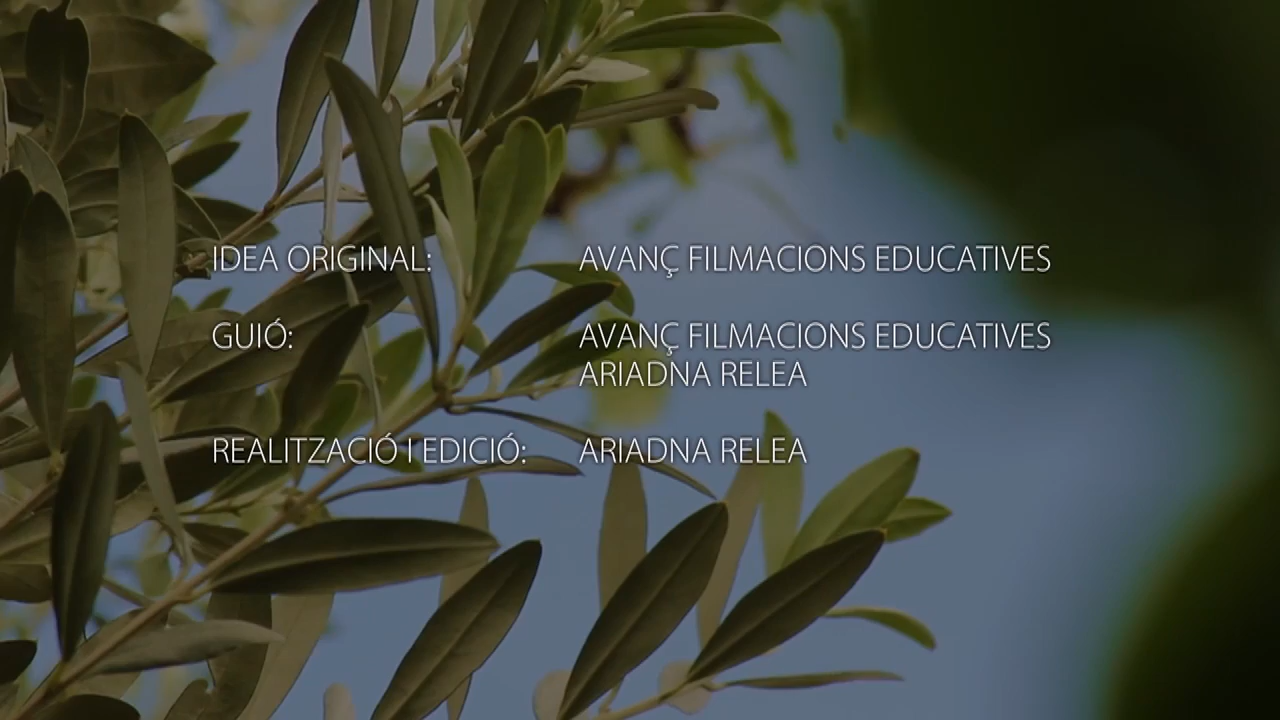 IDEA ORIGINAL: AVANÇ FILMACIONS EDUCATIVES
GUIÓ: AVANÇ FILMACIONS EDUCATIVES
ARIADNA RELEA
REALITZACIÓ I EDICIÓ: ARIADNA RELEA